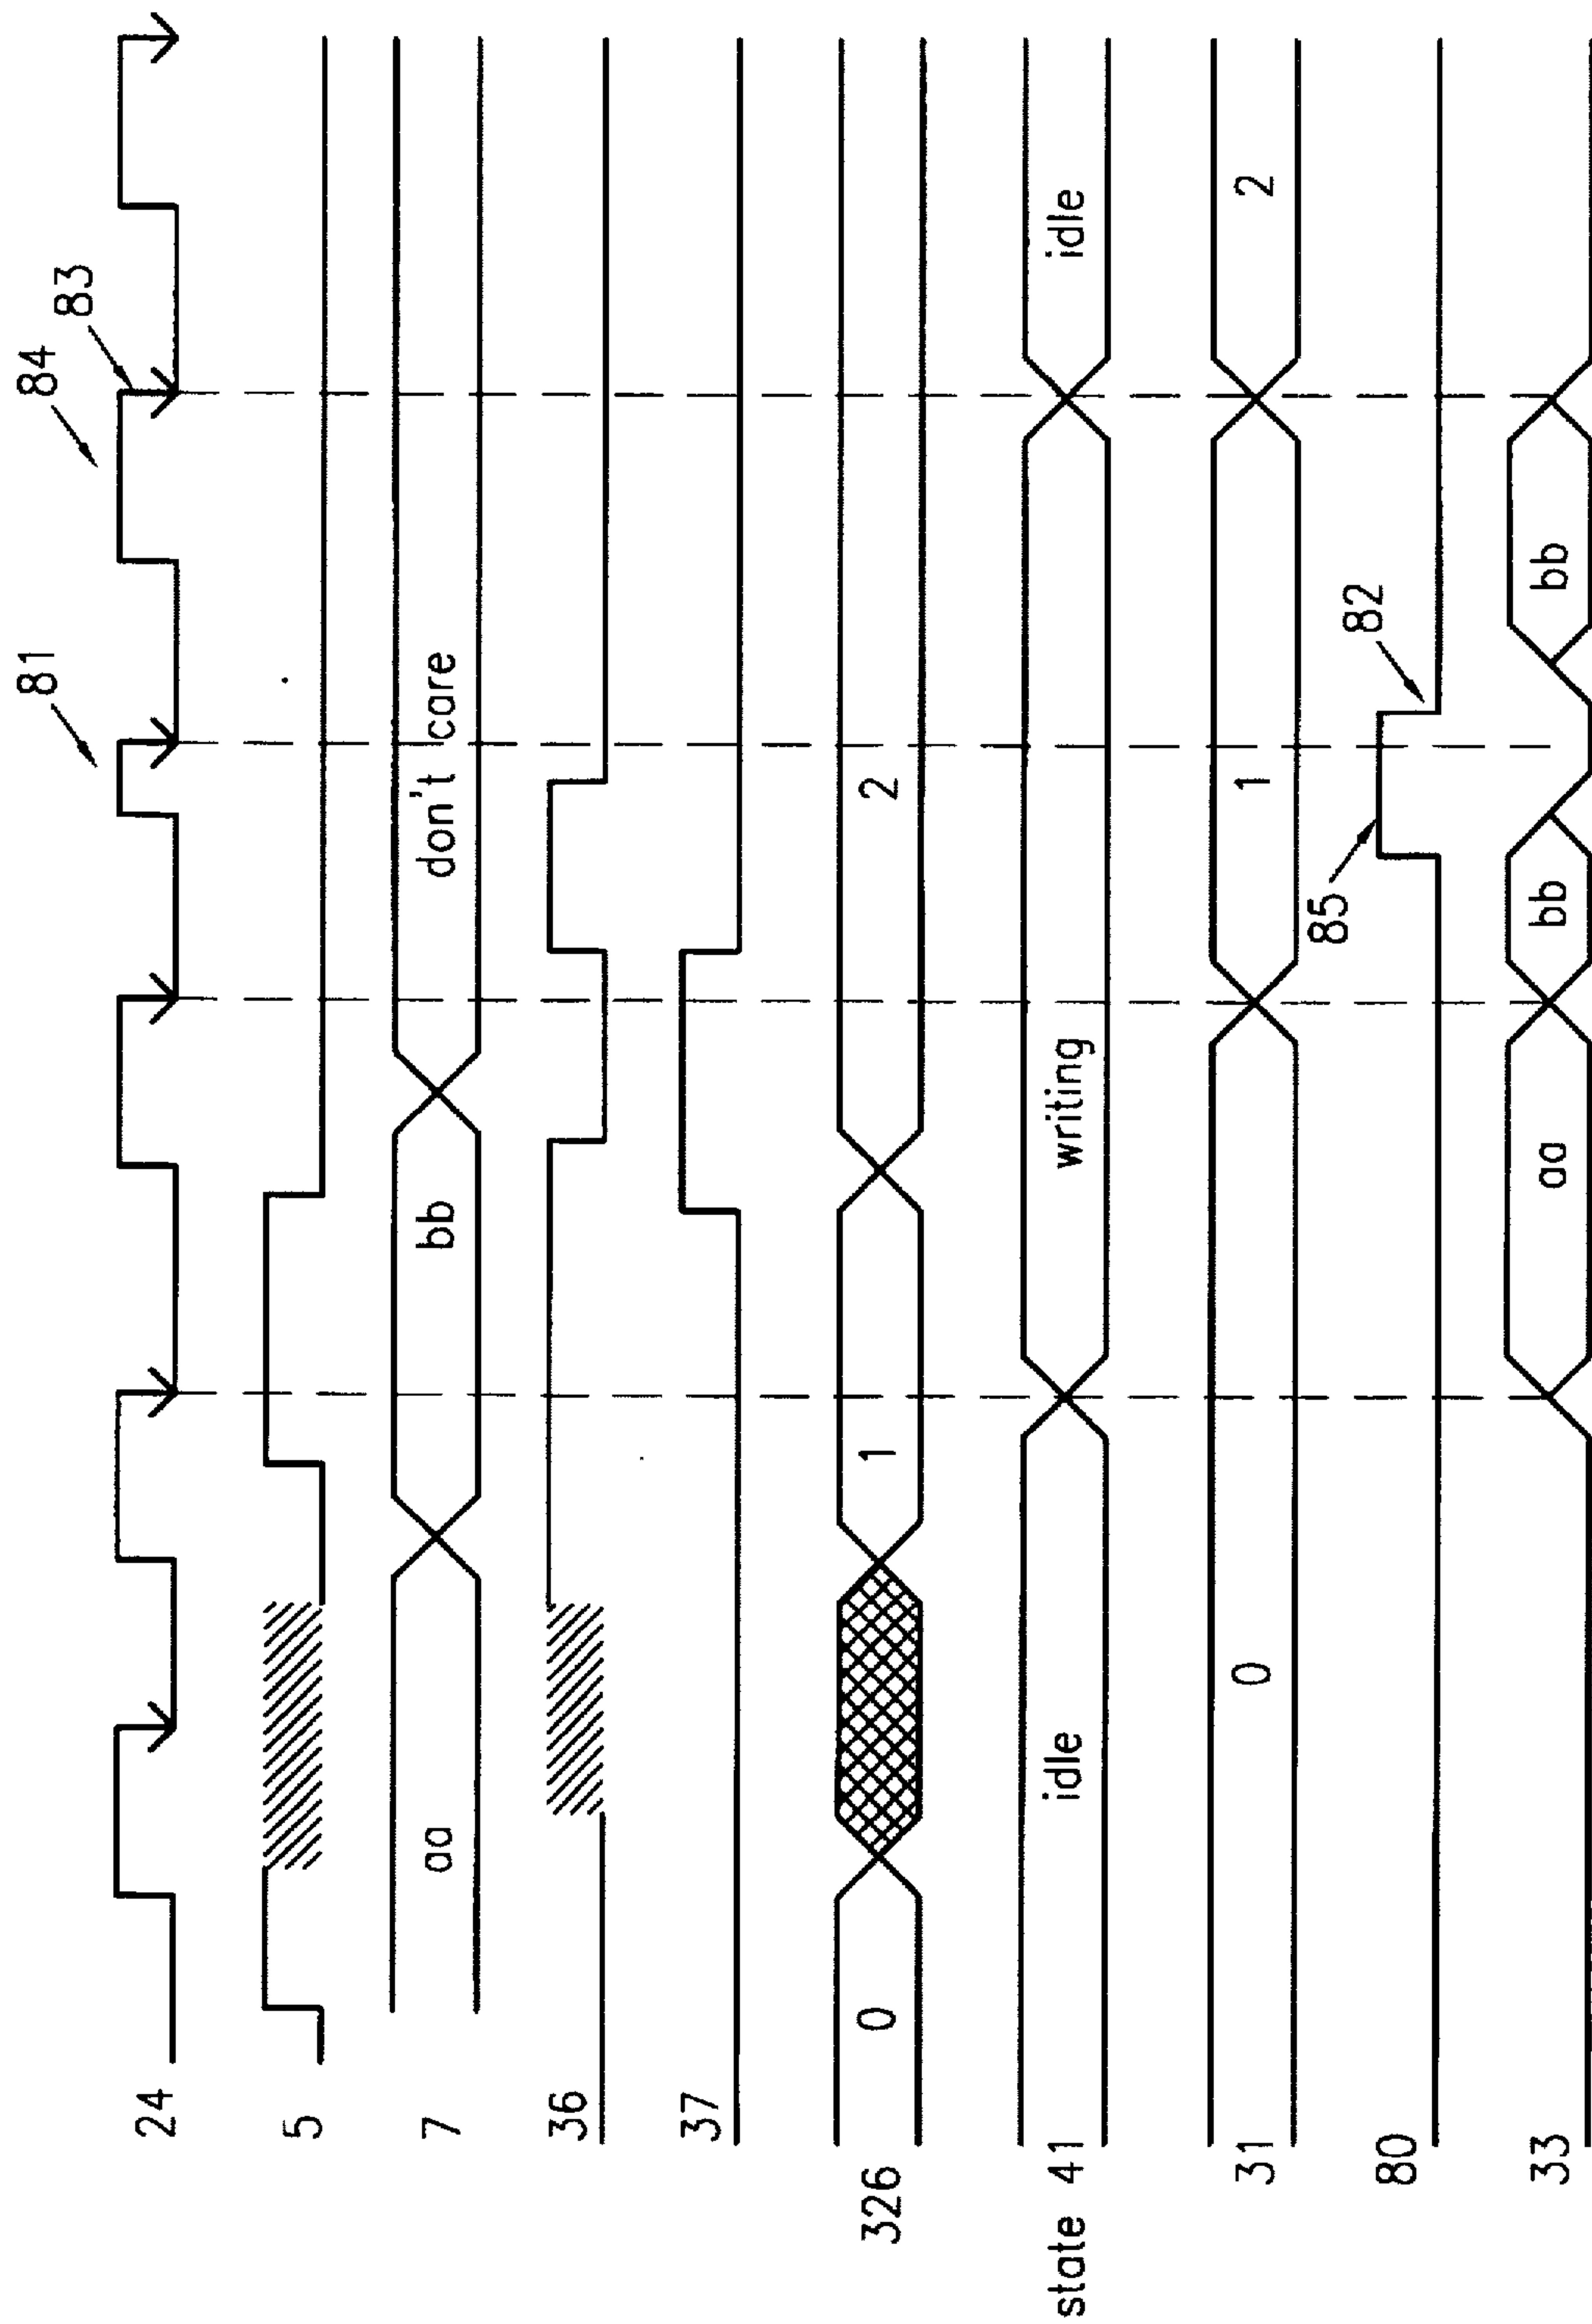 81 84 83
24
5
7 aa bb don't care
36
37
326 0 1 2
state 41 idle writing idle
31 0 1 2
80 85 82
33 aa bb bb